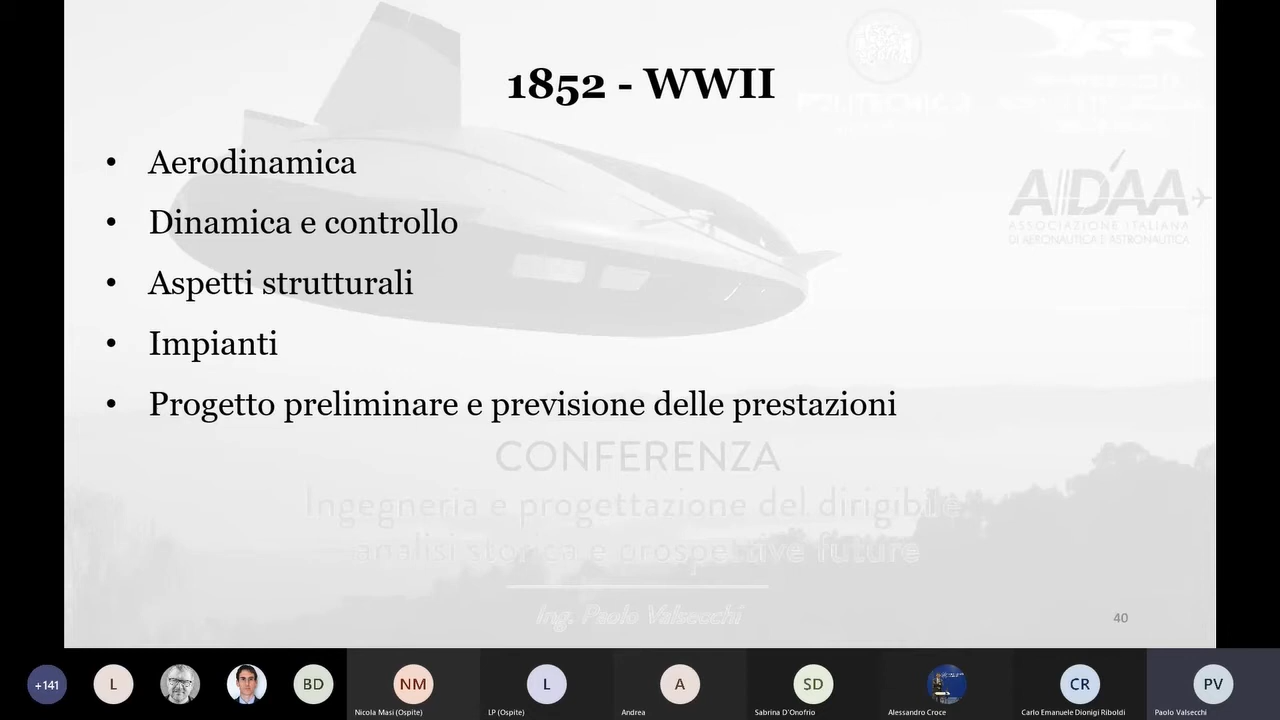 1852 - WWII
AIDAA
ASSOCIAZIONE ITALIANA
DI AERONAUTICA E ASTRONAUTICA
• Aerodinamica
• Dinamica e controllo
• Aspetti strutturali
• Impianti
• Progetto preliminare e previsione delle prestazioni
CONFERENZA
Ingegneria e progettazione del dirigibile
analisi storica e prospettive future
Ing. Paolo Valsecchi
40
+141
L
BD
NM
L
A
SD
CR
PV
Nicola Masi (Ospite)
LP (Ospite)
Andrea
Sabrina D'Onofrio
Alessandro Croce
Carlo Emanuele Dionigi Riboldi
Paolo Valsecchi